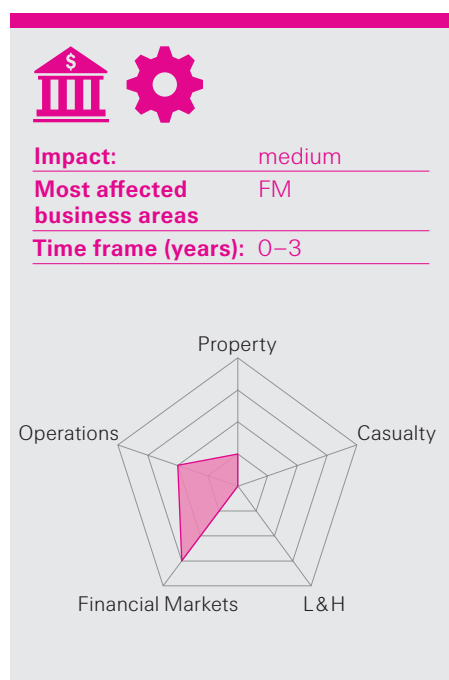 $
Impact: medium
Most affected FM
business areas
Time frame (years): 0–3
Property
Operations Casualty
Financial Markets L&H